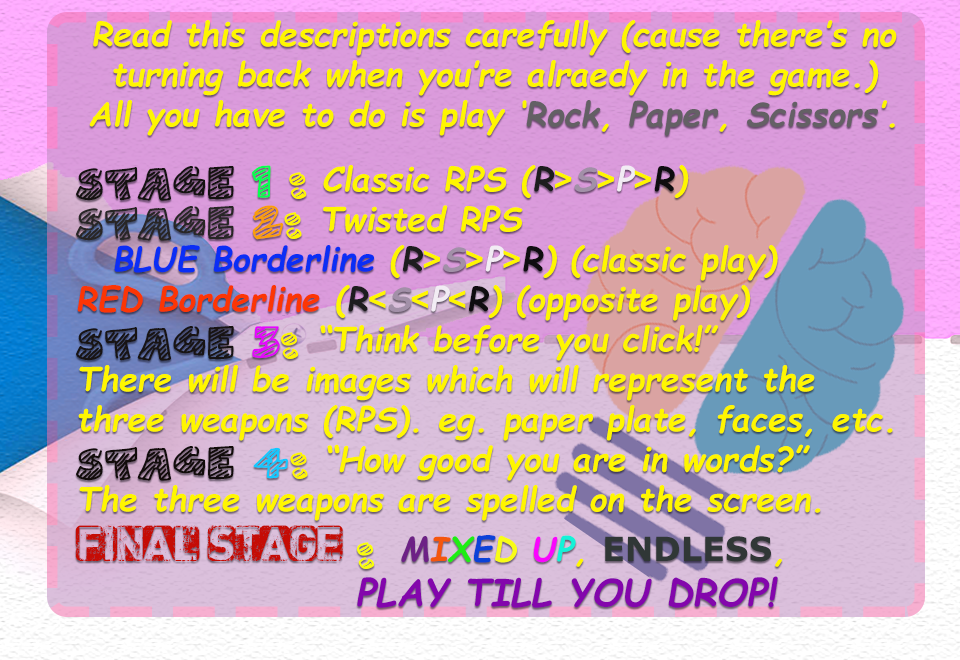 Read this descriptions carefully (cause there's no
turning back when you're alraedy in the game.)
All you have to do is play 'Rock, Paper, Scissors'.
STAGE 1: Classic RPS (R>S>P>R)
STAGE 2: Twisted RPS
BLUE Borderline (R>S>P>R) (classic play)
RED Borderline (R<S<P<R) (opposite play)
STAGE 3: "Think before you click!"
There will be images which will represent the
three weapons (RPS). eg. paper plate, faces, etc.
STAGE 4: "How good you are in words?"
The three weapons are spelled on the screen.
FINAL STAGE : MIXED UP, ENDLESS,
PLAY TILL YOU DROP!